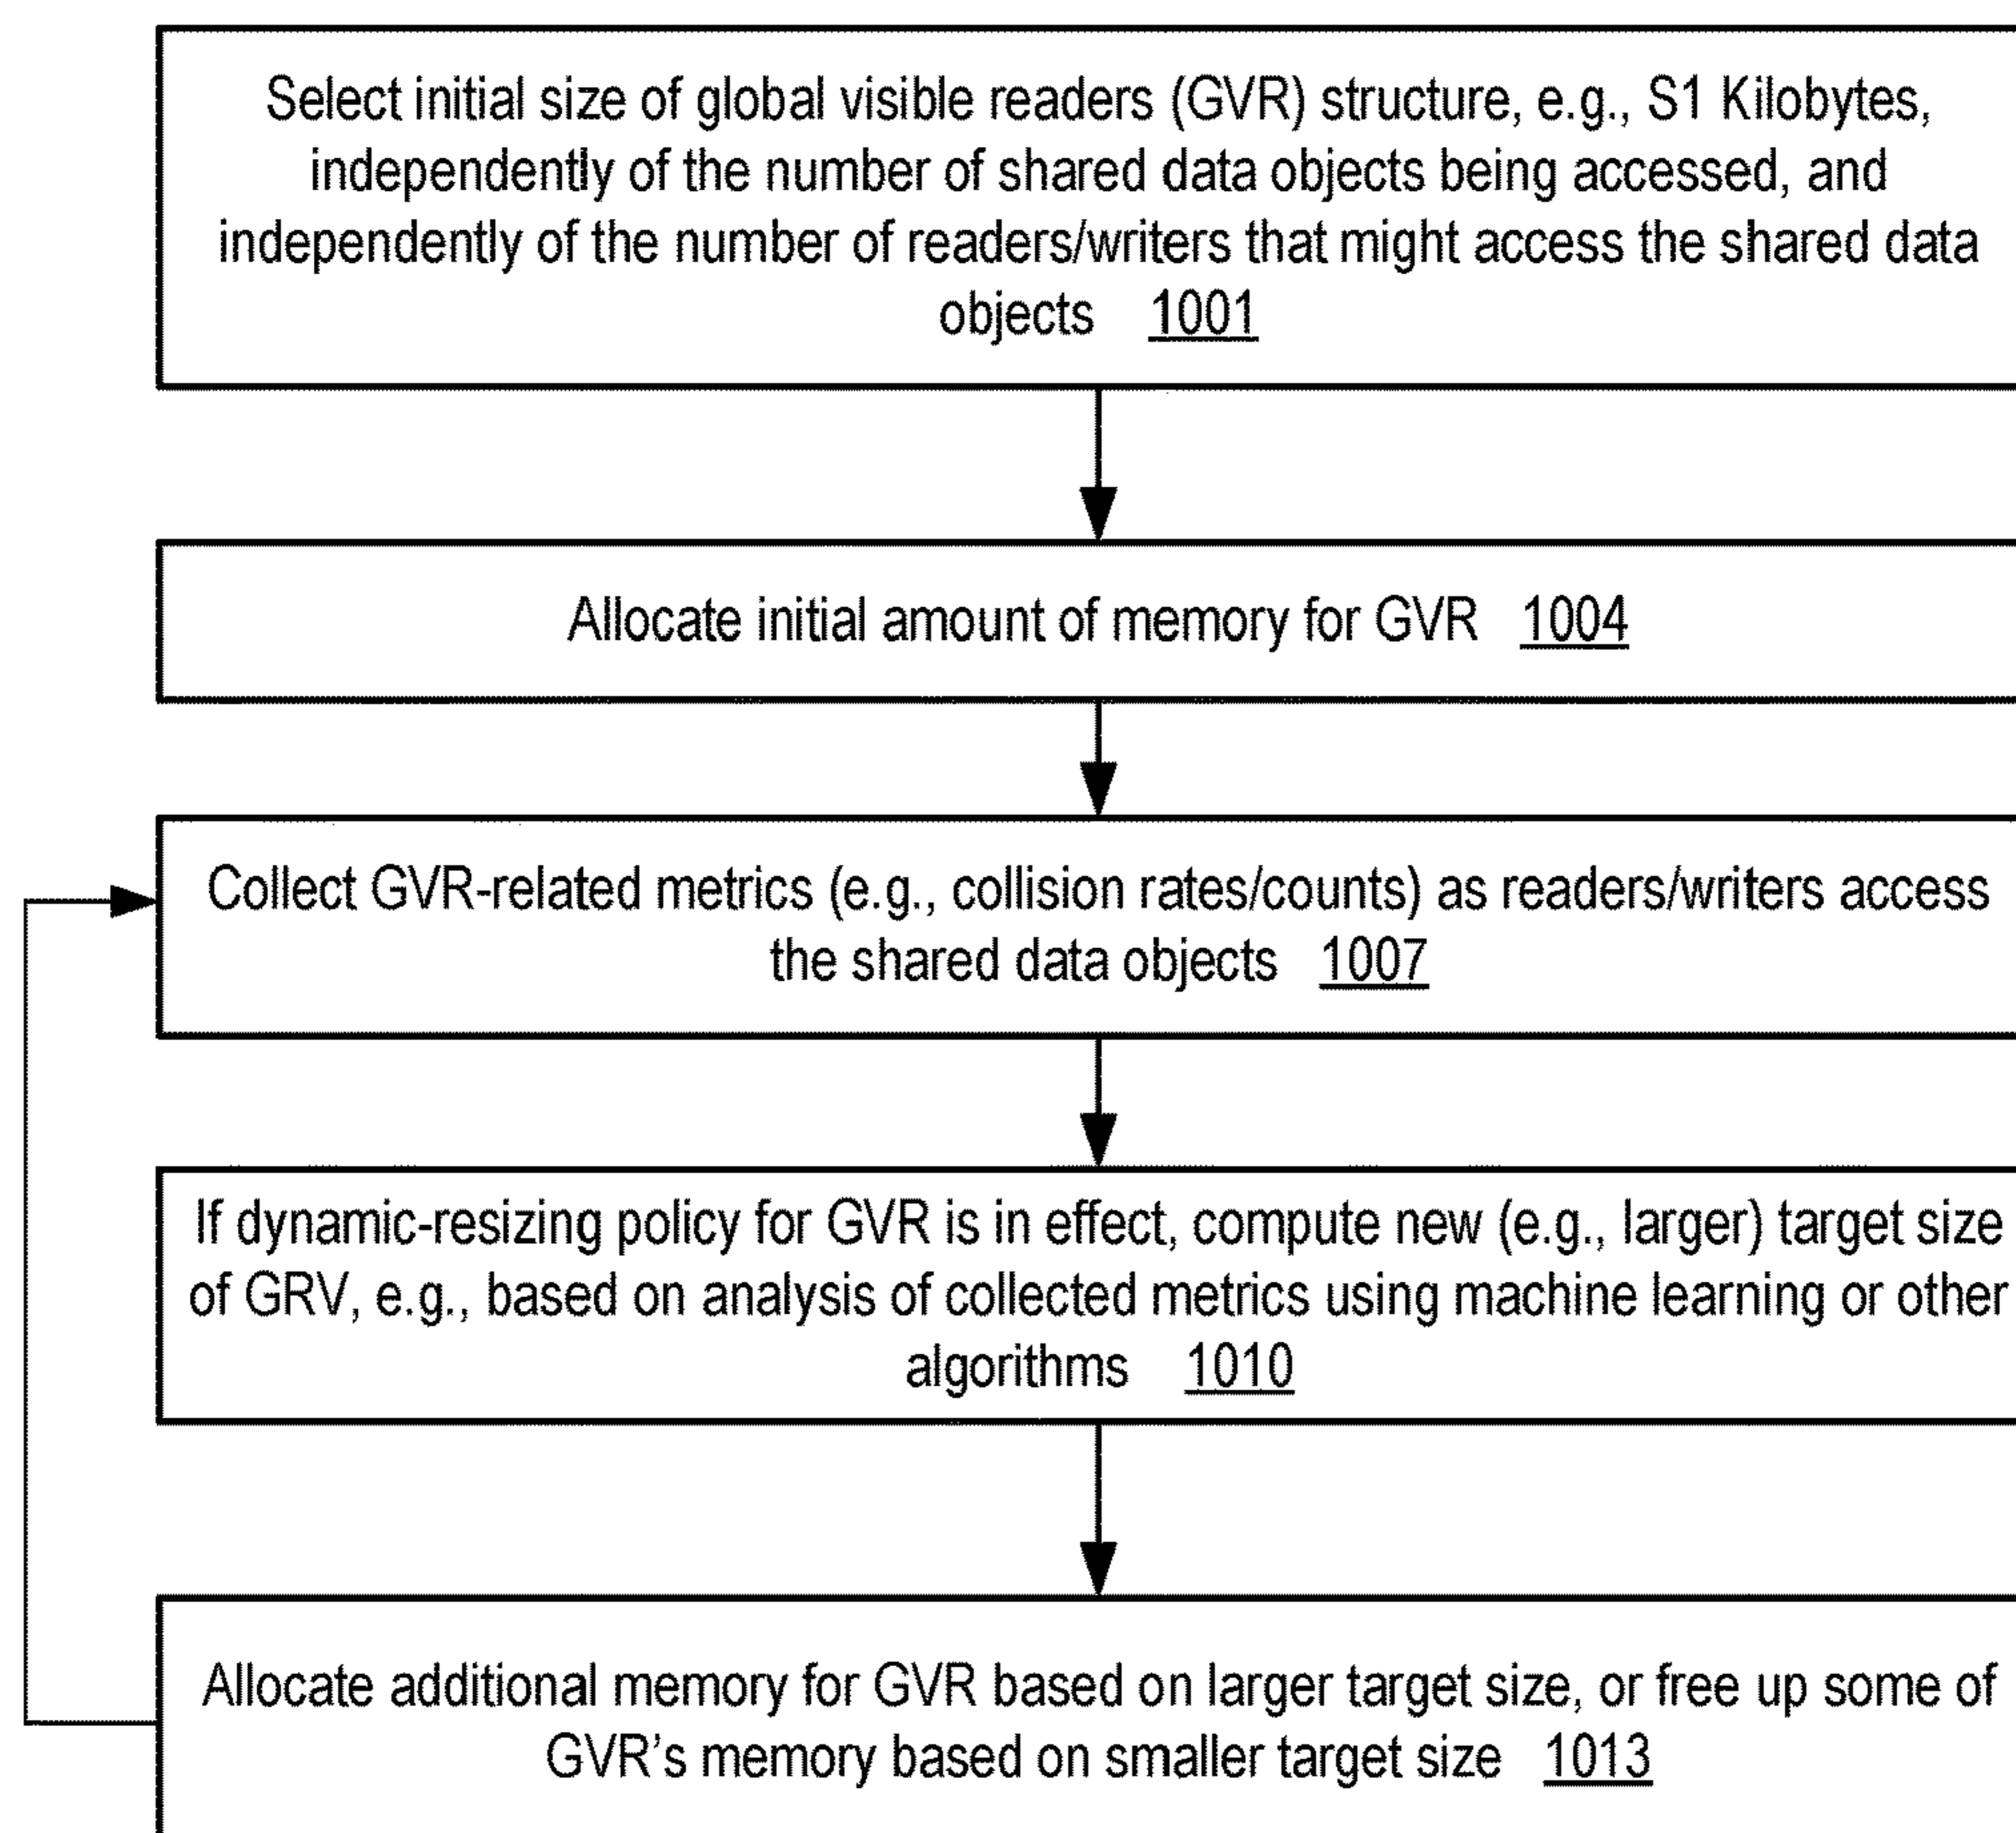 Select initial size of global visible readers (GVR) structure, e.g., S1 Kilobytes,
independently of the number of shared data objects being accessed, and
independently of the number of readers/writers that might access the shared data
objects 1001
Allocate initial amount of memory for GVR 1004
Collect GVR-related metrics (e.g., collision rates/counts) as readers/writers access
the shared data objects 1007
If dynamic-resizing policy for GVR is in effect, compute new (e.g., larger) target size
of GRV, e.g., based on analysis of collected metrics using machine learning or other
algorithms 1010
Allocate additional memory for GVR based on larger target size, or free up some of
GVR's memory based on smaller target size 1013